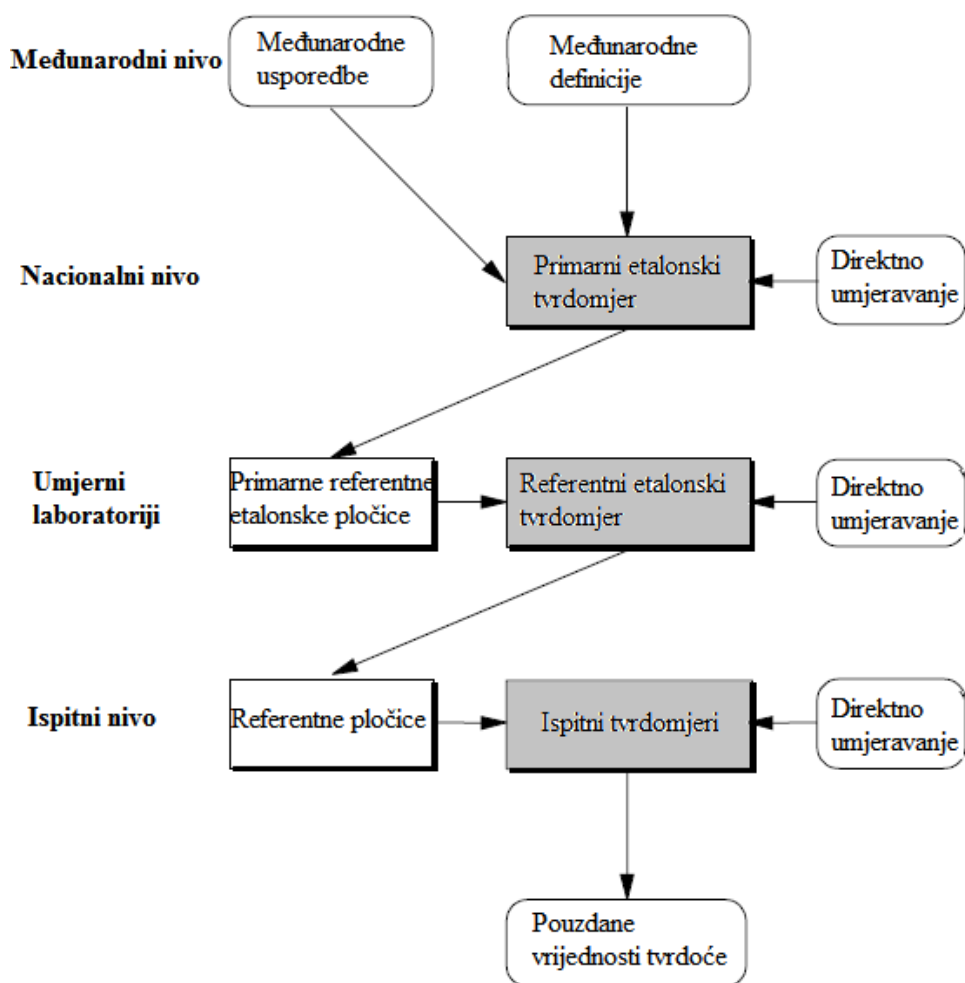 Međunarodni nivo
Međunarodne
usporedbe
Međunarodne
definicije
Nacionalni nivo
Primarni etalonski
tvrdomjer
Direktno
umjeravanje
Umjerni
laboratoriji
Primarne referentne
etalonske pločice
Referentni etalonski
tvrdomjer
Direktno
umjeravanje
Ispitni nivo
Referentne pločice
Ispitni tvrdomjeri
Direktno
umjeravanje
Pouzdane
vrijednosti tvrdoće